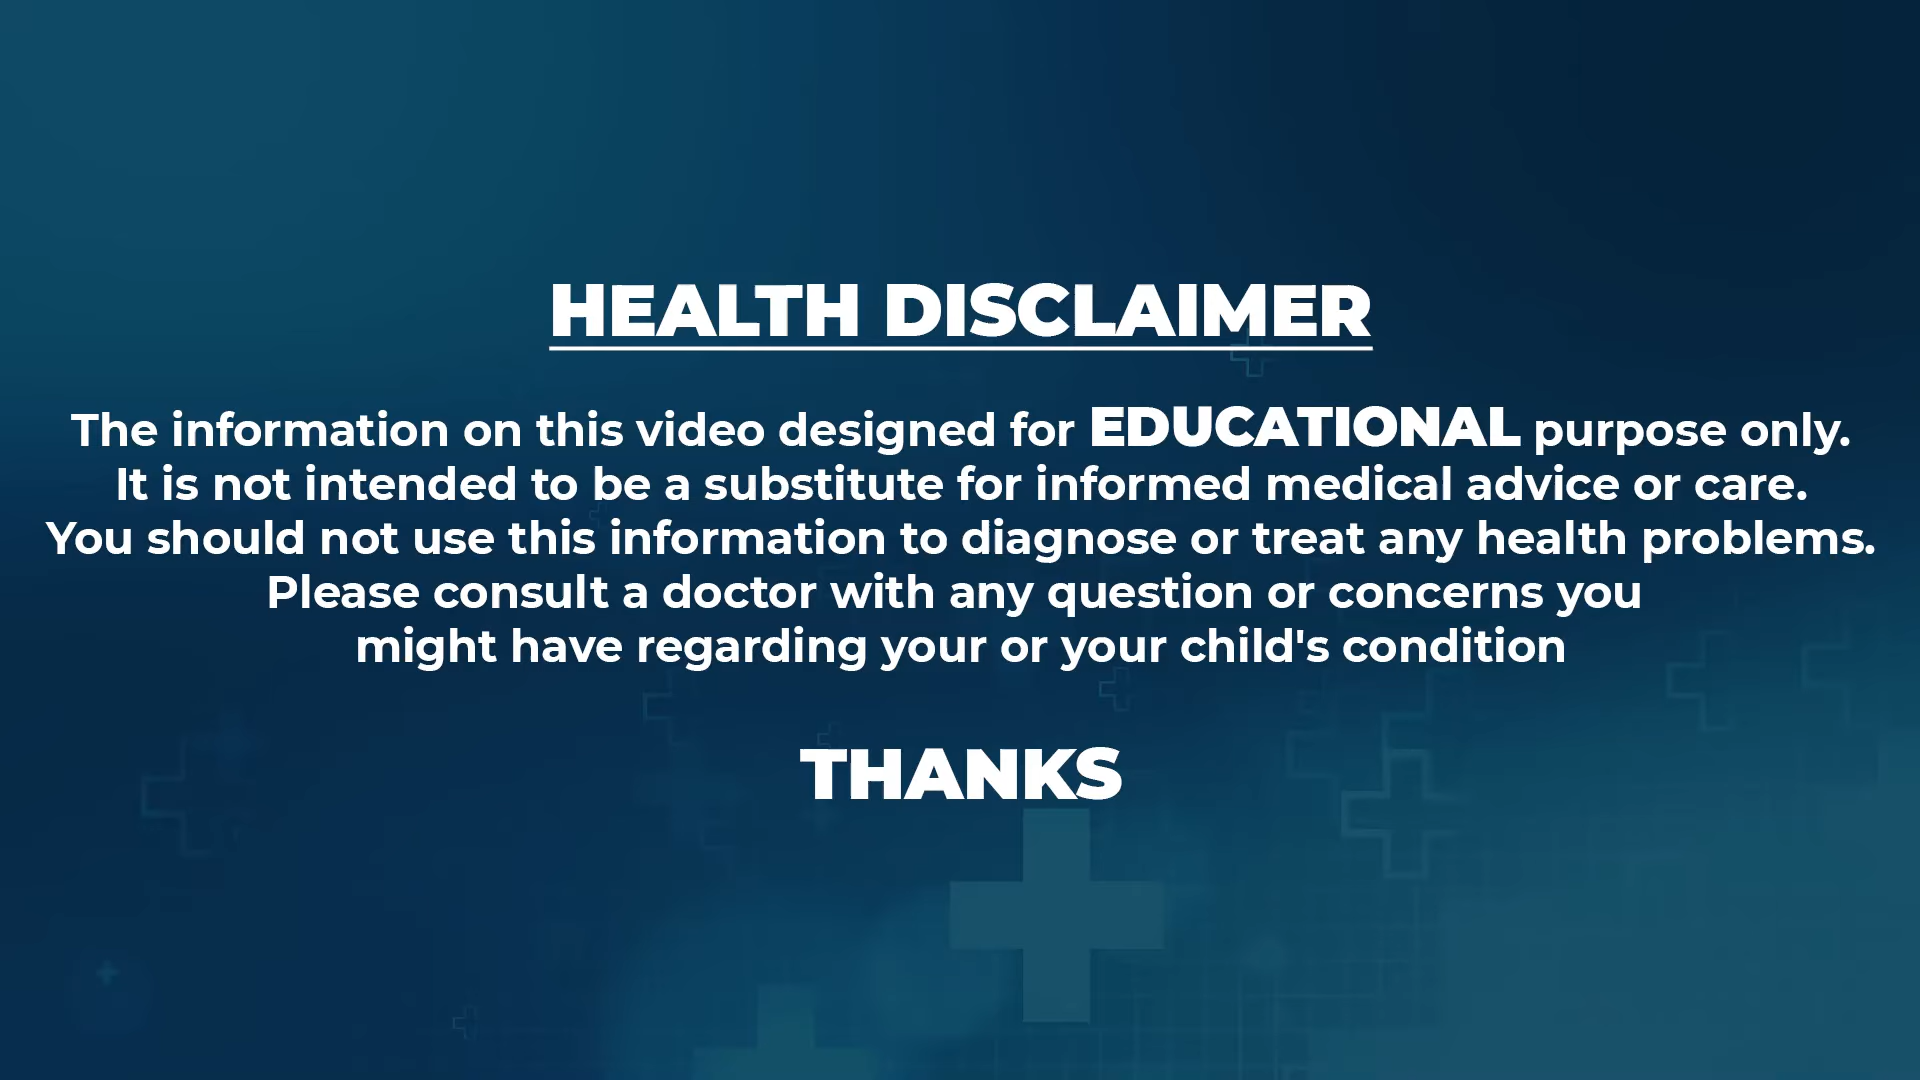 HEALTH DISCLAIMER
The information on this video designed for EDUCATIONAL purpose only.
It is not intended to be a substitute for informed medical advice or care.
You should not use this information to diagnose or treat any health problems.
Please consult a doctor with any question or concerns you
might have regarding your or your child's condition
THANKS